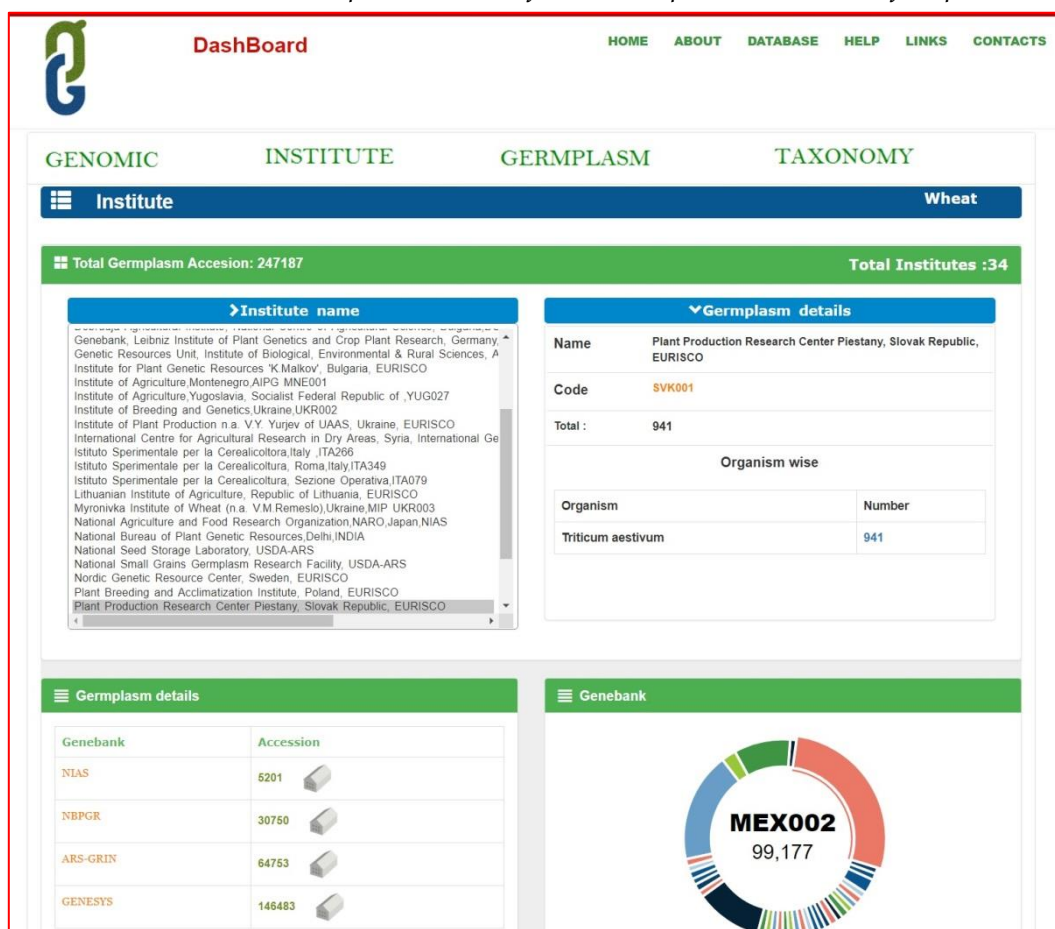 DashBoard
HOME ABOUT DATABASE HELP LINKS CONTACTS
GENOMIC INSTITUTE GERMPLASM TAXONOMY
Institute Wheat
Total Germplasm Accesion: 247187 Total Institutes :34
Institute name
Genebank, Leibniz Institute of Plant Genetics and Crop Plant Research, Germany,
Genetic Resources Unit, Institute of Biological, Environmental & Rural Sciences, A
Institute for Plant Genetic Resources 'K.Malkov', Bulgaria, EURISCO
Institute of Agriculture,Montenegro,AIPG MNE001
Institute of Agriculture,Yugoslavia, Socialist Federal Republic of ,YUG027
Institute of Breeding and Genetics,Ukraine,UKR002
Institute of Plant Production n.a. V.Y. Yurjev of UAAS, Ukraine, EURISCO
International Centre for Agricultural Research in Dry Areas, Syria, International Ge
Istituto Sperimentale per la Cerealicoltora,Italy ,ITA266
Istituto Sperimentale per la Cerealicoltura, Roma,Italy,ITA349
Istituto Sperimentale per la Cerealicoltura, Sezione Operativa,ITA079
Lithuanian Institute of Agriculture, Republic of Lithuania, EURISCO
Myronivka Institute of Wheat (n.a. V.M.Remeslo),Ukraine,MIP UKR003
National Agriculture and Food Research Organization,NARO,Japan,NIAS
National Bureau of Plant Genetic Resources,Delhi,INDIA
National Seed Storage Laboratory, USDA-ARS
National Small Grains Germplasm Research Facility, USDA-ARS
Nordic Genetic Resource Center, Sweden, EURISCO
Plant Breeding and Acclimatization Institute, Poland, EURISCO
Plant Production Research Center Piestany, Slovak Republic, EURISCO
Germplasm details
Name Plant Production Research Center Piestany, Slovak Republic,
EURISCO
Code SVK001
Total : 941
Organism wise
Organism Number
Triticum aestivum 941
Germplasm details
Genebank Accession
NIAS 5201
NBPGR 30750
ARS-GRIN 64753
GENESYS 146483
Genebank
MEX002
99,177